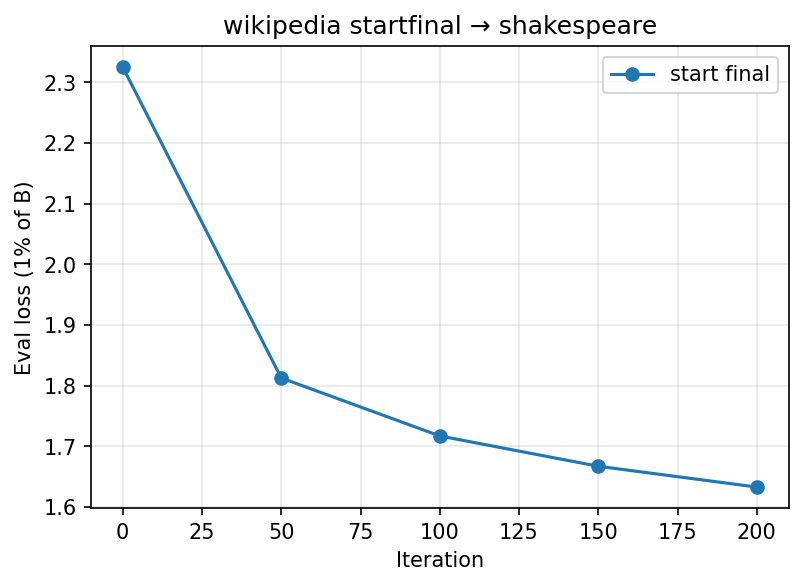 wikipedia startfinal → shakespeare
start final
Eval loss (1% of B)
2.3
2.2
2.1
2.0
1.9
1.8
1.7
1.6
0 25 50 75 100 125 150 175 200
Iteration